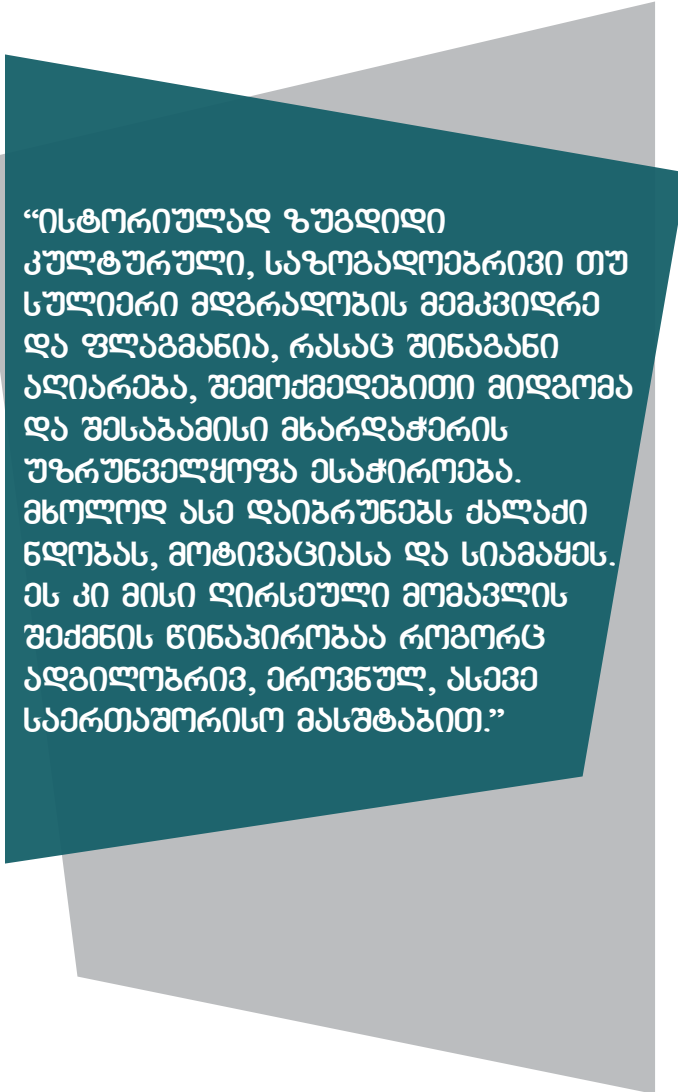 “ისტორიულად ზუგდიდი
კულტურული, საზოგადოებრივი თუ
სულიერი მდგრადობის მემკვიდრე
და ფლაგმანია, რასაც შინაგანი
აღიარება, შემოქმედებითი მიდგომა
და შესაბამისი მხარდაჭერის
უზრუნველყოფა ესაჭიროება.
მხოლოდ ასე დაიბრუნებს ქალაქი
ნდობას, მოტივაციასა და სიამაყეს.
ეს კი მისი ღირსეული მომავლის
შექმნის წინაპირობაა როგორც
ადგილობრივ, ეროვნულ, ასევე
საერთაშორისო მასშტაბით.”